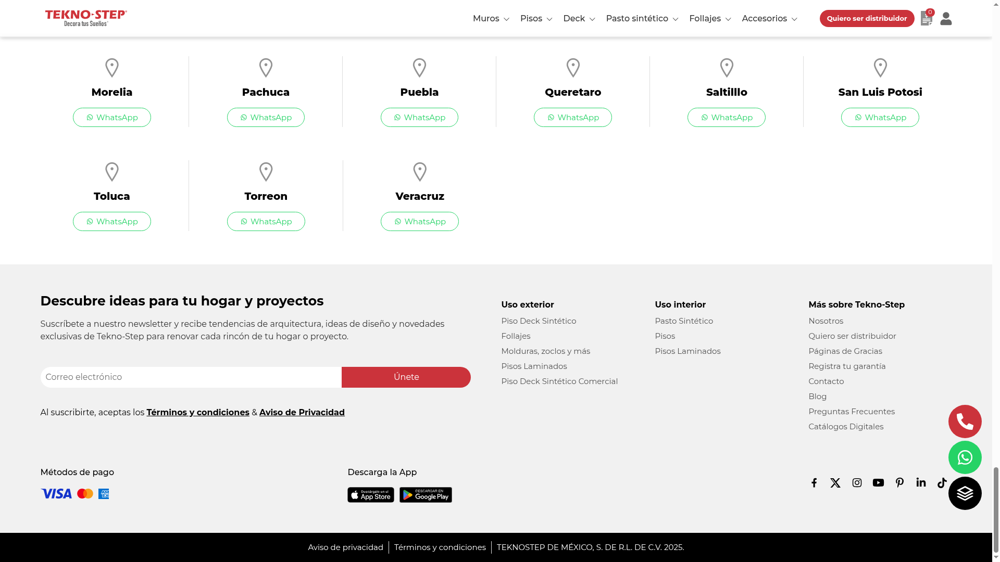 TEKNO-STEP
Decora tus Sueños
Muros
Pisos
Deck
Pasto sintético
Follajes
Accesorios
Quiero ser distribuidor
0
Morelia
WhatsApp
Pachuca
WhatsApp
Puebla
WhatsApp
Queretaro
WhatsApp
Saltilllo
WhatsApp
San Luis Potosi
WhatsApp
Toluca
WhatsApp
Torreon
WhatsApp
Veracruz
WhatsApp
Descubre ideas para tu hogar y proyectos
Suscríbete a nuestro newsletter y recibe tendencias de arquitectura, ideas de diseño y novedades
exclusivas de Tekno-Step para renovar cada rincón de tu hogar o proyecto.
Correo electrónico
Únete
Al suscribirte, aceptas los Términos y condiciones & Aviso de Privacidad
Uso exterior
Piso Deck Sintético
Follajes
Molduras, zoclos y más
Pisos Laminados
Piso Deck Sintético Comercial
Uso interior
Pasto Sintético
Pisos
Pisos Laminados
Más sobre Tekno-Step
Nosotros
Quiero ser distribuidor
Páginas de Gracias
Registra tu garantía
Contacto
Blog
Preguntas Frecuentes
Catálogos Digitales
Métodos de pago
VISA
AM
EX
Descarga la App
Descárgalo en el
App Store
DESCARGAR EN
Google Play
Aviso de privacidad
Términos y condiciones
TEKNOSTEP DE MÉXICO, S. DE R.L. DE C.V. 2025.